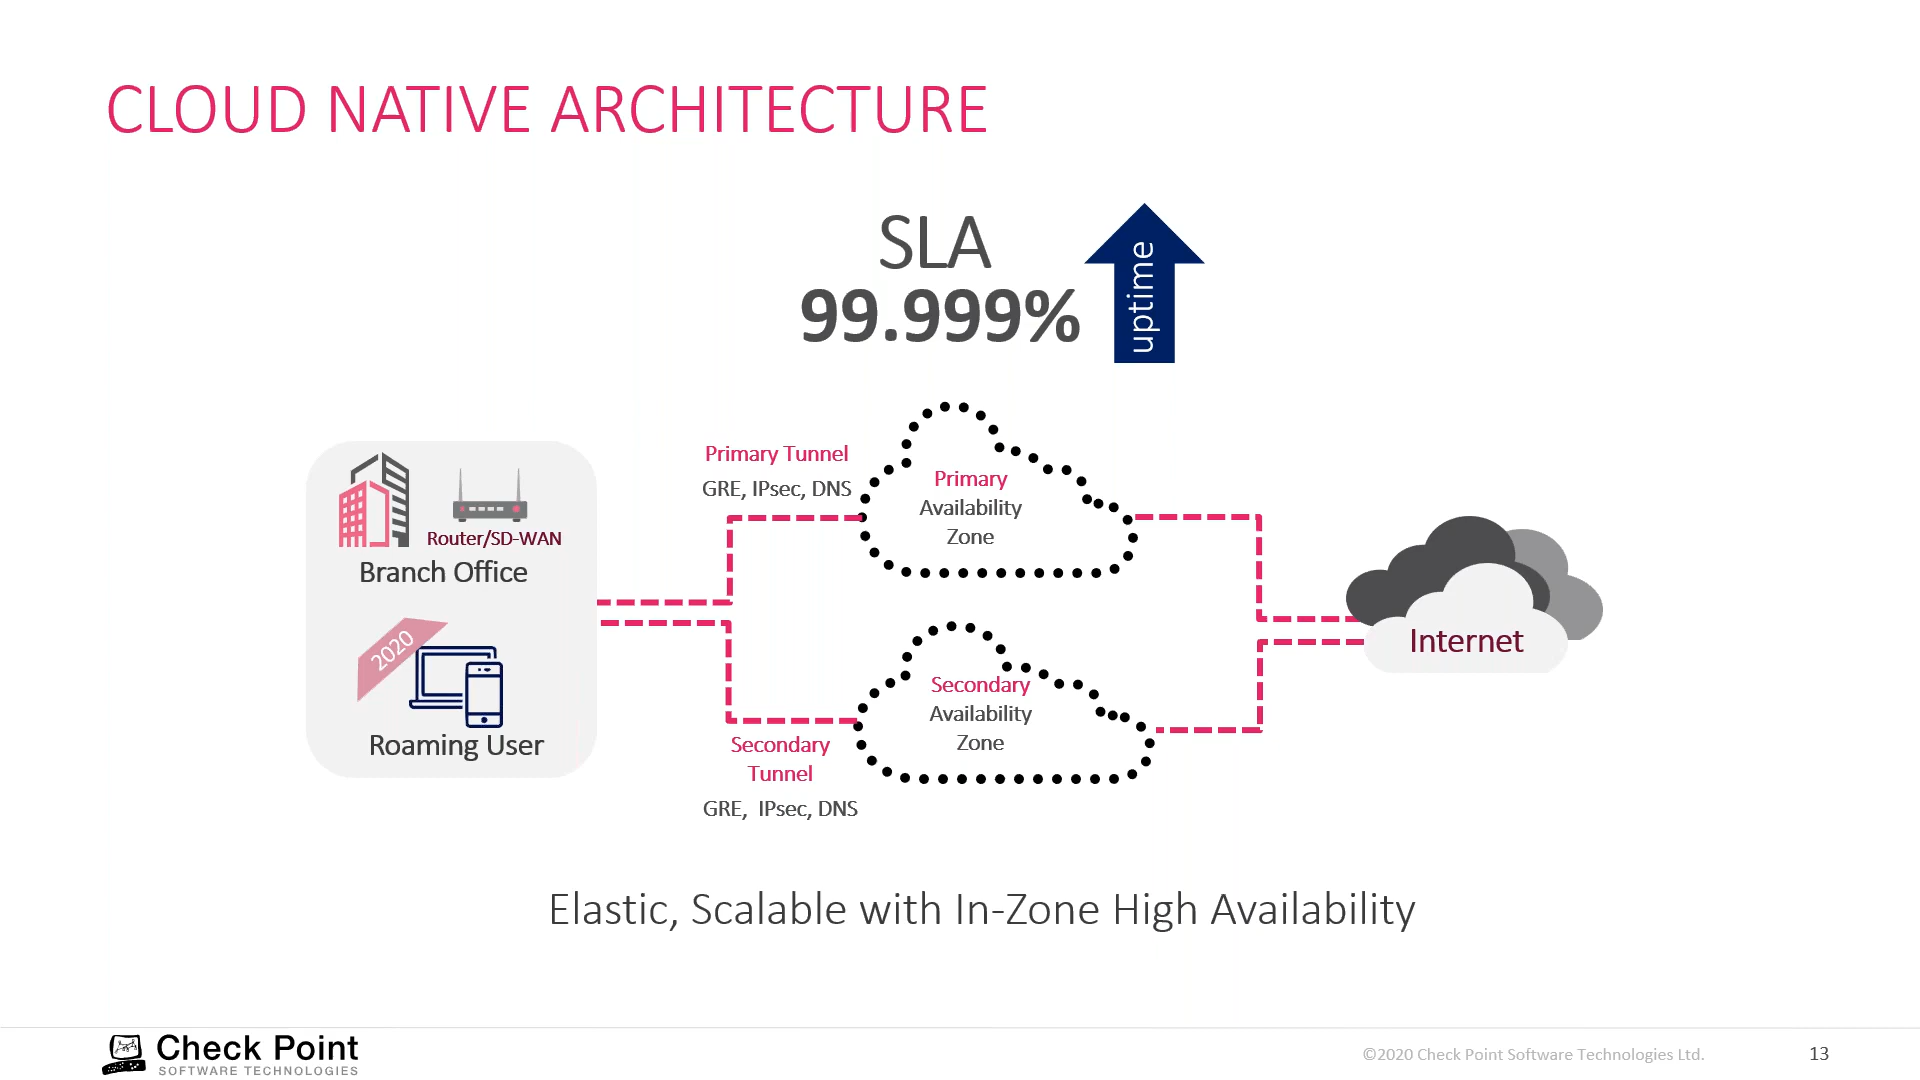 CLOUD NATIVE ARCHITECTURE
SLA
99.999%
uptime
Primary Tunnel
GRE, IPsec, DNS
Primary
Availability
Zone
Router/SD-WAN
Branch Office
2020
Roaming User
Secondary
Availability
Zone
Secondary
Tunnel
GRE, IPsec, DNS
Internet
Elastic, Scalable with In-Zone High Availability
Check Point
SOFTWARE TECHNOLOGIES
©2020 Check Point Software Technologies Ltd.
13